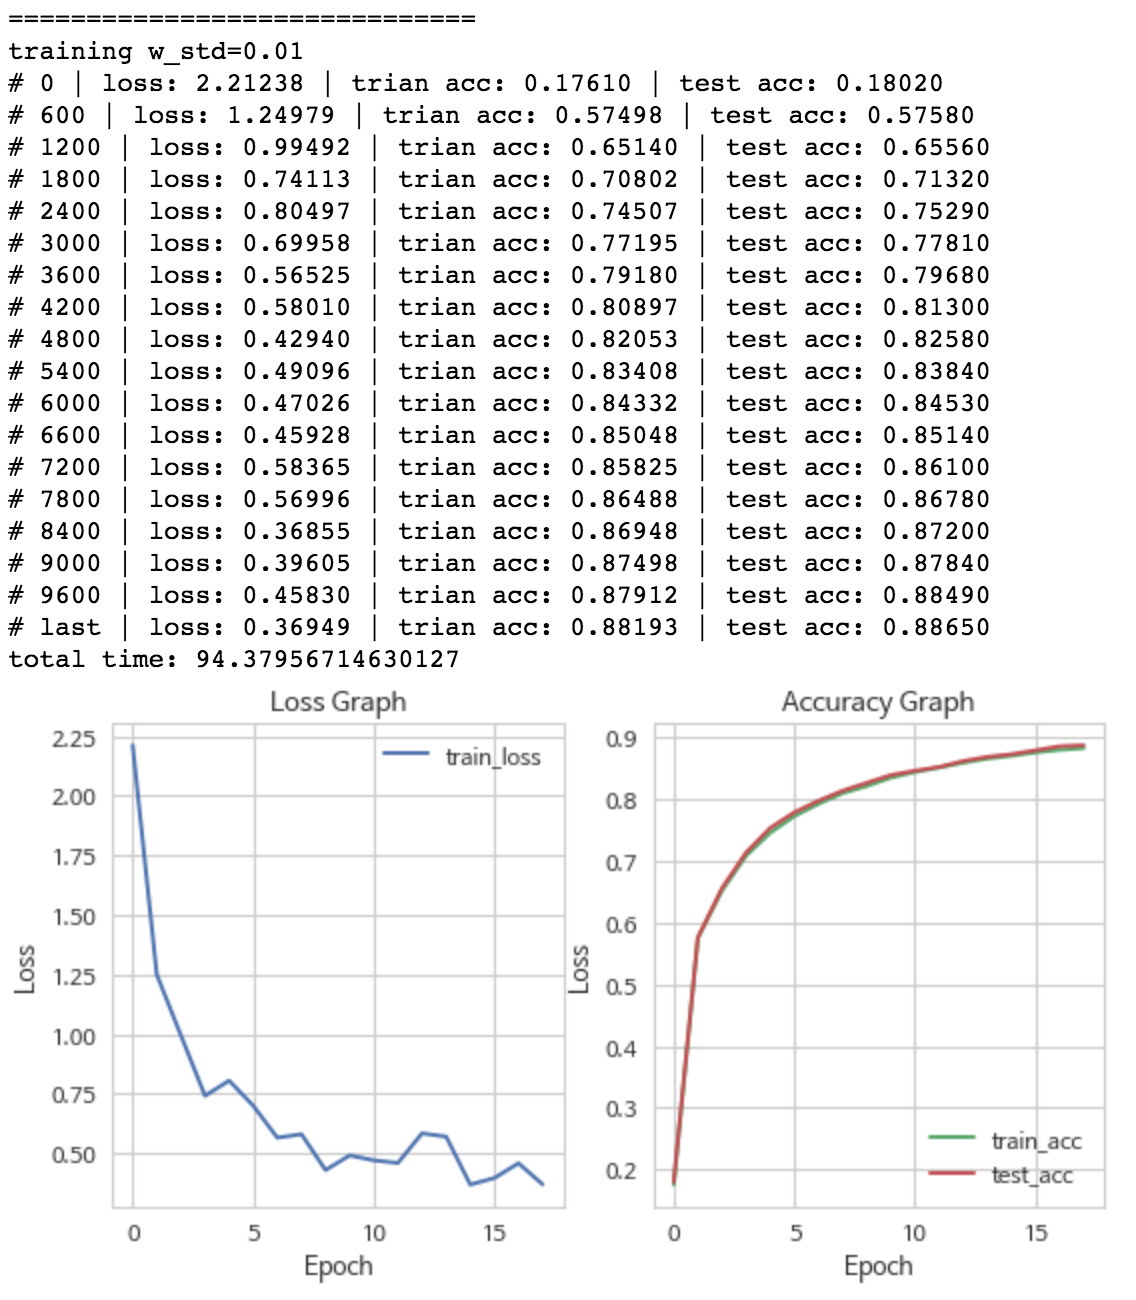 ==============================
training w_std=0.01
# 0 | loss: 2.21238 | trian acc: 0.17610 | test acc: 0.18020
# 600 | loss: 1.24979 | trian acc: 0.57498 | test acc: 0.57580
# 1200 | loss: 0.99492 | trian acc: 0.65140 | test acc: 0.65560
# 1800 | loss: 0.74113 | trian acc: 0.70802 | test acc: 0.71320
# 2400 | loss: 0.80497 | trian acc: 0.74507 | test acc: 0.75290
# 3000 | loss: 0.69958 | trian acc: 0.77195 | test acc: 0.77810
# 3600 | loss: 0.56525 | trian acc: 0.79180 | test acc: 0.79680
# 4200 | loss: 0.58010 | trian acc: 0.80897 | test acc: 0.81300
# 4800 | loss: 0.42940 | trian acc: 0.82053 | test acc: 0.82580
# 5400 | loss: 0.49096 | trian acc: 0.83408 | test acc: 0.83840
# 6000 | loss: 0.47026 | trian acc: 0.84332 | test acc: 0.84530
# 6600 | loss: 0.45928 | trian acc: 0.85048 | test acc: 0.85140
# 7200 | loss: 0.58365 | trian acc: 0.85825 | test acc: 0.86100
# 7800 | loss: 0.56996 | trian acc: 0.86488 | test acc: 0.86780
# 8400 | loss: 0.36855 | trian acc: 0.86948 | test acc: 0.87200
# 9000 | loss: 0.39605 | trian acc: 0.87498 | test acc: 0.87840
# 9600 | loss: 0.45830 | trian acc: 0.87912 | test acc: 0.88490
# last | loss: 0.36949 | trian acc: 0.88193 | test acc: 0.88650
total time: 94.37956714630127
Loss Graph
train_loss
2.25
2.00
1.75
1.50
1.25
1.00
0.75
0.50
Loss
0 5 10 15
Epoch
Accuracy Graph
0.9
0.8
0.7
0.6
0.5
0.4
0.3
0.2
Loss
train_acc
test_acc
0 5 10 15
Epoch